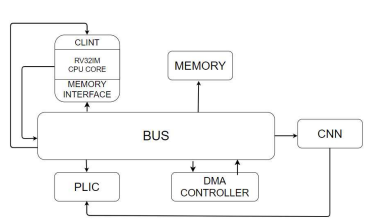 CLINT
RV32IM
CPU CORE
MEMORY
INTERFACE
MEMORY
BUS
CNN
PLIC
DMA
CONTROLLER